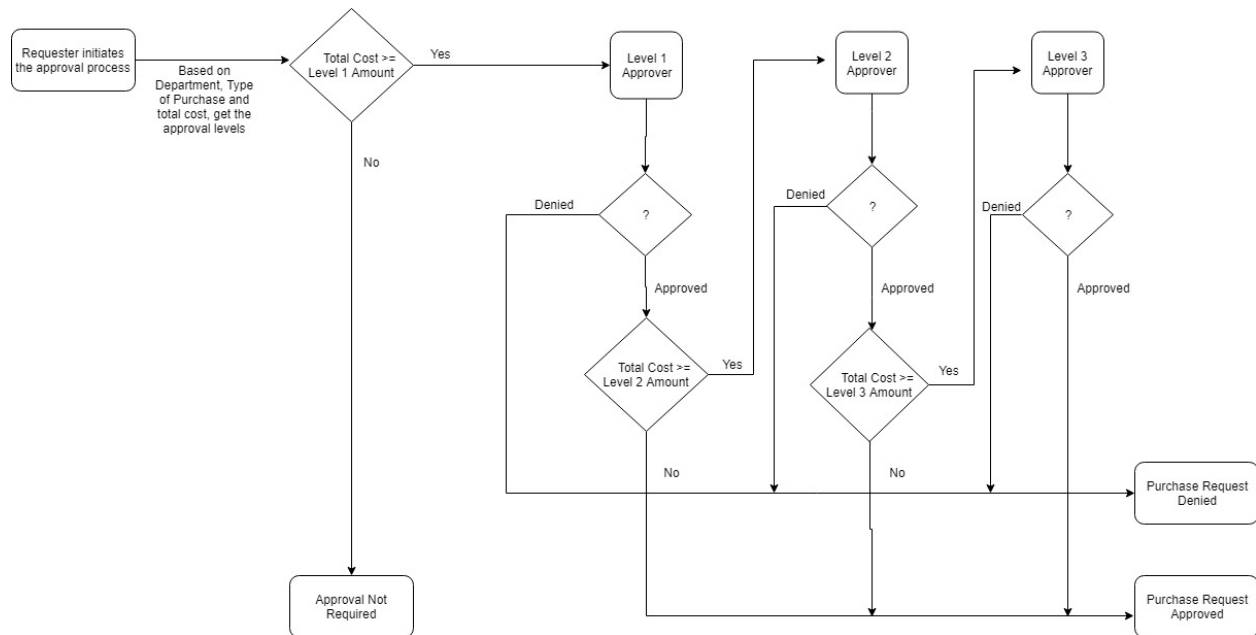 Requester initiates
the approval process
Based on
Department, Type
of Purchase and
total cost, get the
approval levels
Total Cost >=
Level 1 Amount
Yes
No
Level 1
Approver
?
Denied
Approved
Total Cost >=
Level 2 Amount
Yes
No
Level 2
Approver
?
Denied
Approved
Total Cost >=
Level 3 Amount
Yes
No
Level 3
Approver
?
Denied
Approved
Purchase Request
Denied
Approval Not
Required
Purchase Request
Approved